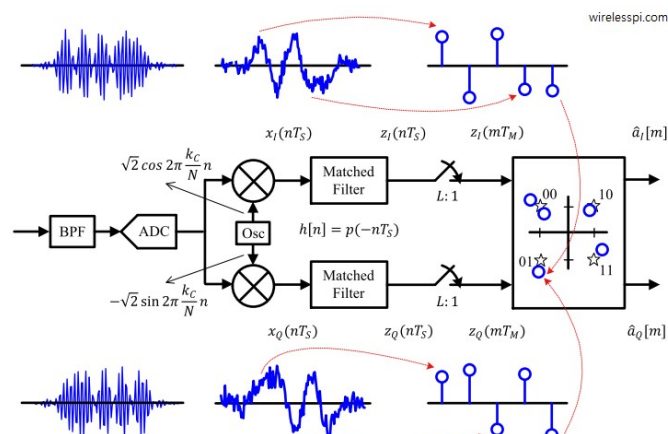 wirelesspi.com
x_I(nT_S) z_I(nT_S) z_I(mT_M) â_I[m]
√2 cos 2π k_C/N n
Matched
Filter
L: 1
00 10
BPF ADC Osc h[n] = p(−nT_S)
01 11
−√2 sin 2π k_C/N n
Matched
Filter
L: 1
x_Q(nT_S) z_Q(nT_S) z_Q(mT_M) â_Q[m]